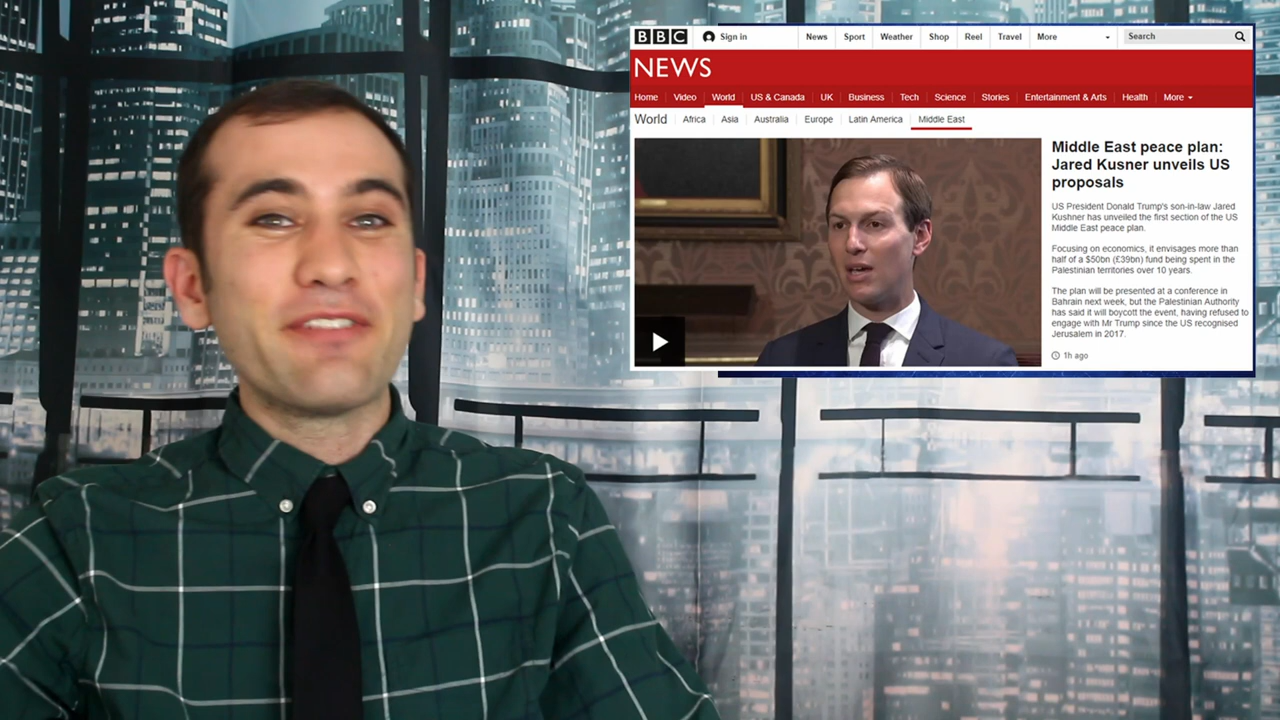 BBC Sign in News Sport Weather Shop Reel Travel More Search
NEWS
Home Video World US & Canada UK Business Tech Science Stories Entertainment & Arts Health More
World Africa Asia Australia Europe Latin America Middle East
Middle East peace plan:
Jared Kusner unveils US
proposals
US President Donald Trump's son-in-law Jared
Kushner has unveiled the first section of the US
Middle East peace plan.
Focusing on economics, it envisages more than
half of a $50bn (£39bn) fund being spent in the
Palestinian territories over 10 years.
The plan will be presented at a conference in
Bahrain next week, but the Palestinian Authority
has said it will boycott the event, having refused to
engage with Mr Trump since the US recognised
Jerusalem in 2017.
1h ago